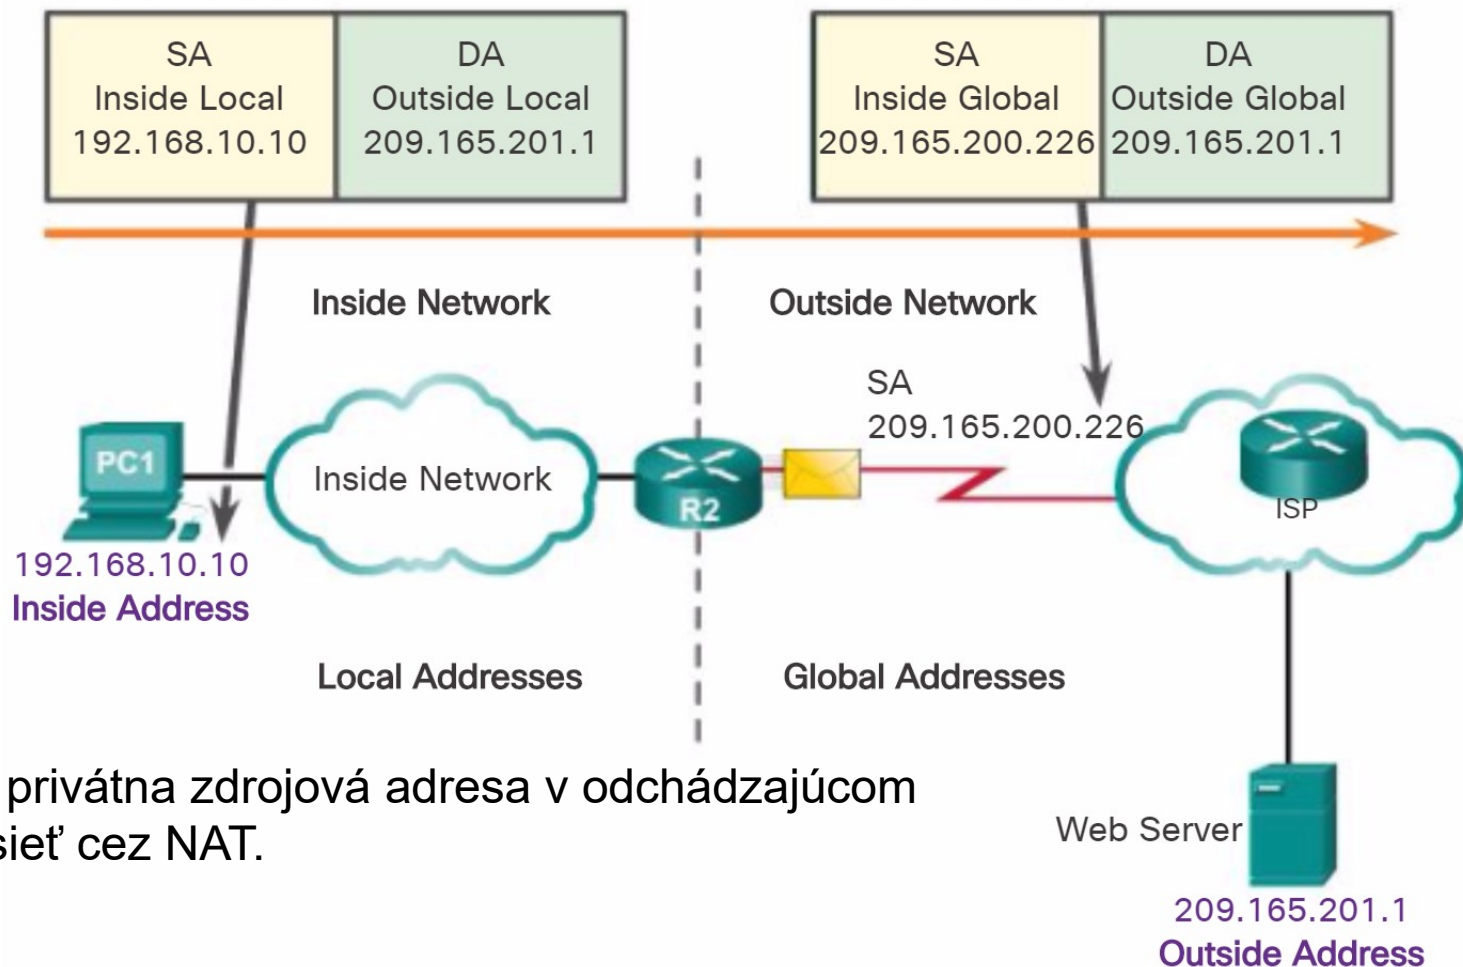 SA
Inside Local
192.168.10.10
DA
Outside Local
209.165.201.1
SA
Inside Global
209.165.200.226
DA
Outside Global
209.165.201.1
Inside Network
Outside Network
SA
209.165.200.226
PC1
Inside Network
R2
ISP
192.168.10.10
Inside Address
Local Addresses
Global Addresses
privátna zdrojová adresa v odchádzajúcom
sieť cez NAT.
Web Server
209.165.201.1
Outside Address